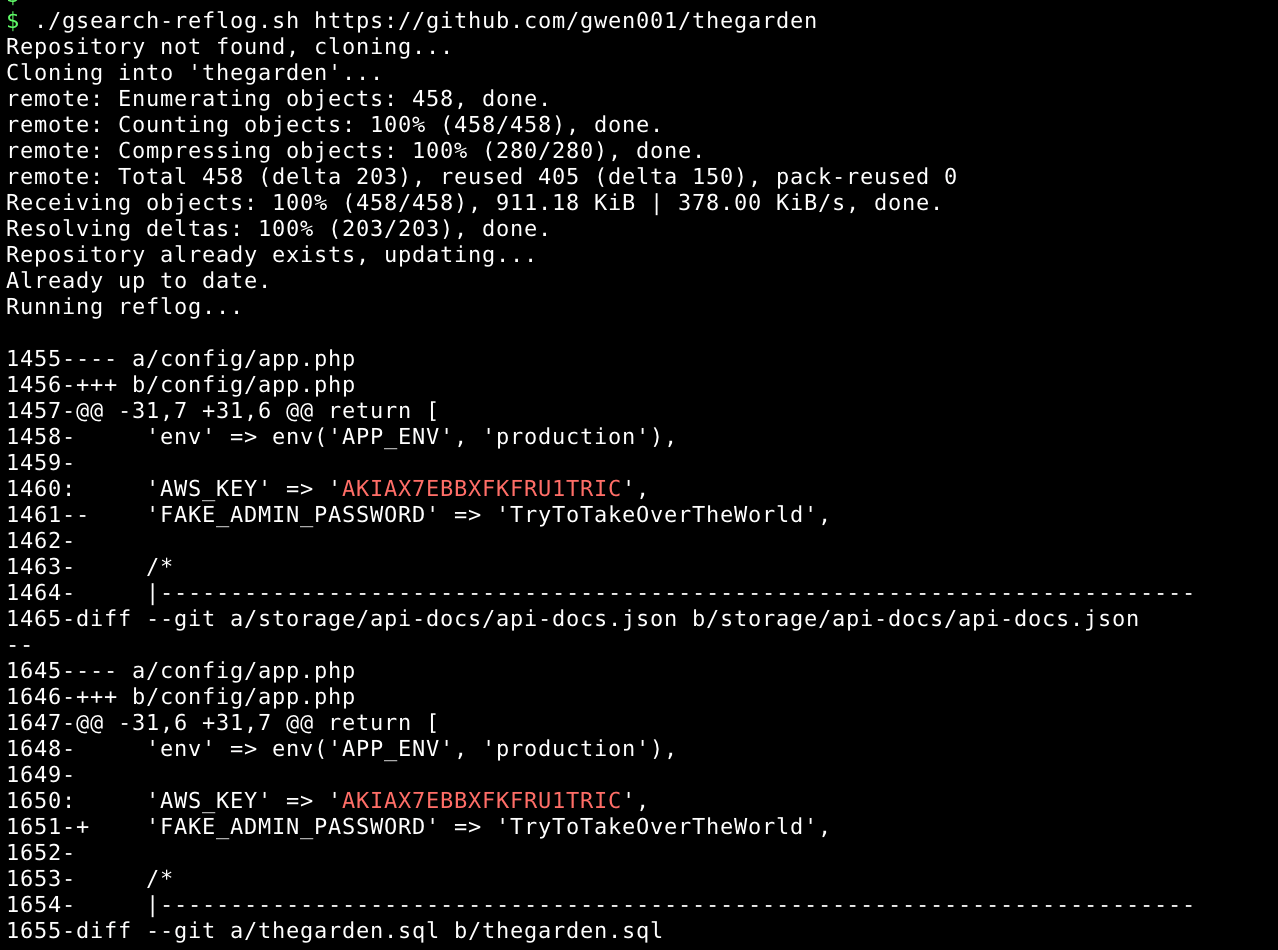 $ ./gsearch-reflog.sh https://github.com/gwen001/thegarden
Repository not found, cloning...
Cloning into 'thegarden'...
remote: Enumerating objects: 458, done.
remote: Counting objects: 100% (458/458), done.
remote: Compressing objects: 100% (280/280), done.
remote: Total 458 (delta 203), reused 405 (delta 150), pack-reused 0
Receiving objects: 100% (458/458), 911.18 KiB | 378.00 KiB/s, done.
Resolving deltas: 100% (203/203), done.
Repository already exists, updating...
Already up to date.
Running reflog...

1455---- a/config/app.php
1456-+++ b/config/app.php
1457-@@ -31,7 +31,6 @@ return [
1458-     'env' => env('APP_ENV', 'production'),
1459-
1460:     'AWS_KEY' => 'AKIAX7EBBXFKFRU1TRIC',
1461--    'FAKE_ADMIN_PASSWORD' => 'TryToTakeOverTheWorld',
1462-
1463-     /*
1464-     |--------------------------------------------------------------------------
1465-diff --git a/storage/api-docs/api-docs.json b/storage/api-docs/api-docs.json
--
1645---- a/config/app.php
1646-+++ b/config/app.php
1647-@@ -31,6 +31,7 @@ return [
1648-     'env' => env('APP_ENV', 'production'),
1649-
1650:     'AWS_KEY' => 'AKIAX7EBBXFKFRU1TRIC',
1651-+    'FAKE_ADMIN_PASSWORD' => 'TryToTakeOverTheWorld',
1652-
1653-     /*
1654-     |--------------------------------------------------------------------------
1655-diff --git a/thegarden.sql b/thegarden.sql